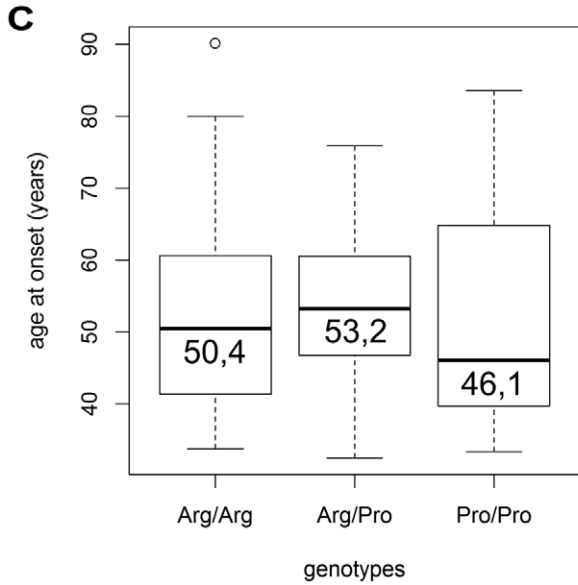 C
age at onset (years)
90
80
70
60
50
40
50,4
53,2
46,1
Arg/Arg
Arg/Pro
Pro/Pro
genotypes